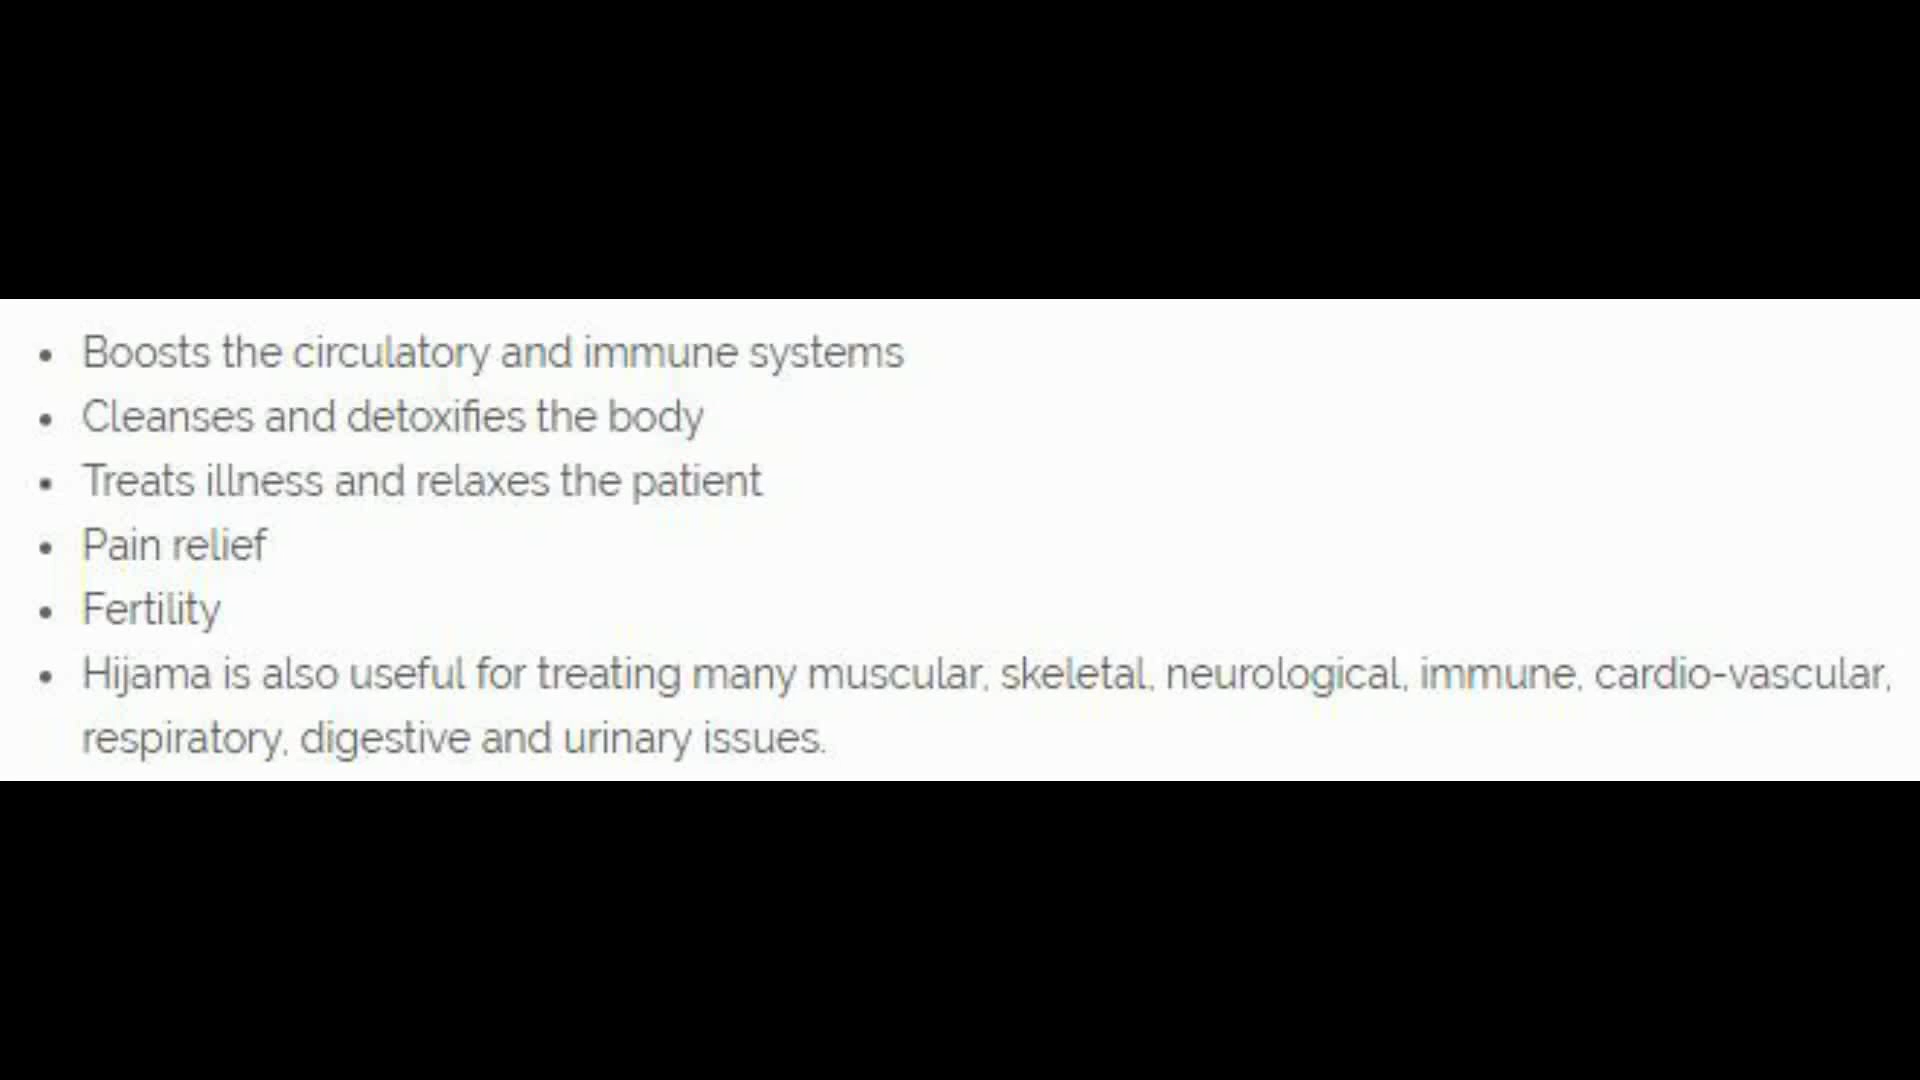 • Boosts the circulatory and immune systems
• Cleanses and detoxifies the body
• Treats illness and relaxes the patient
• Pain relief
• Fertility
• Hijama is also useful for treating many muscular, skeletal, neurological, immune, cardio-vascular,
respiratory, digestive and urinary issues.